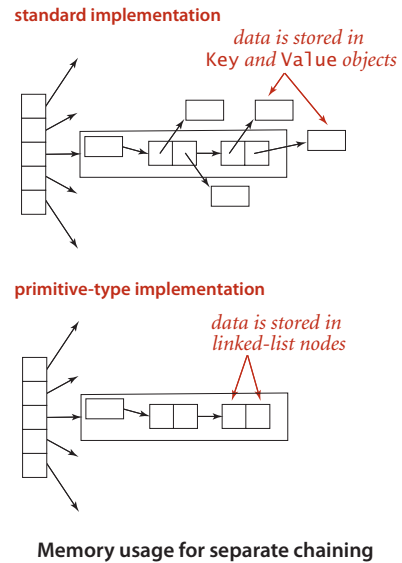 standard implementation
data is stored in
Key and Value objects
primitive-type implementation
data is stored in
linked-list nodes
Memory usage for separate chaining